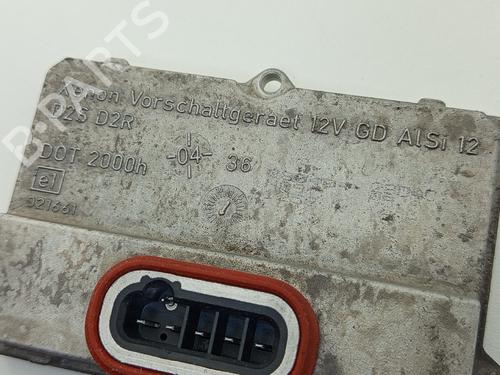 B-PARTS
Xenon Vorschaltgeraet 12V GD AlSi 12
D2S D2R
DOT 2000h 04 36
e1
021661